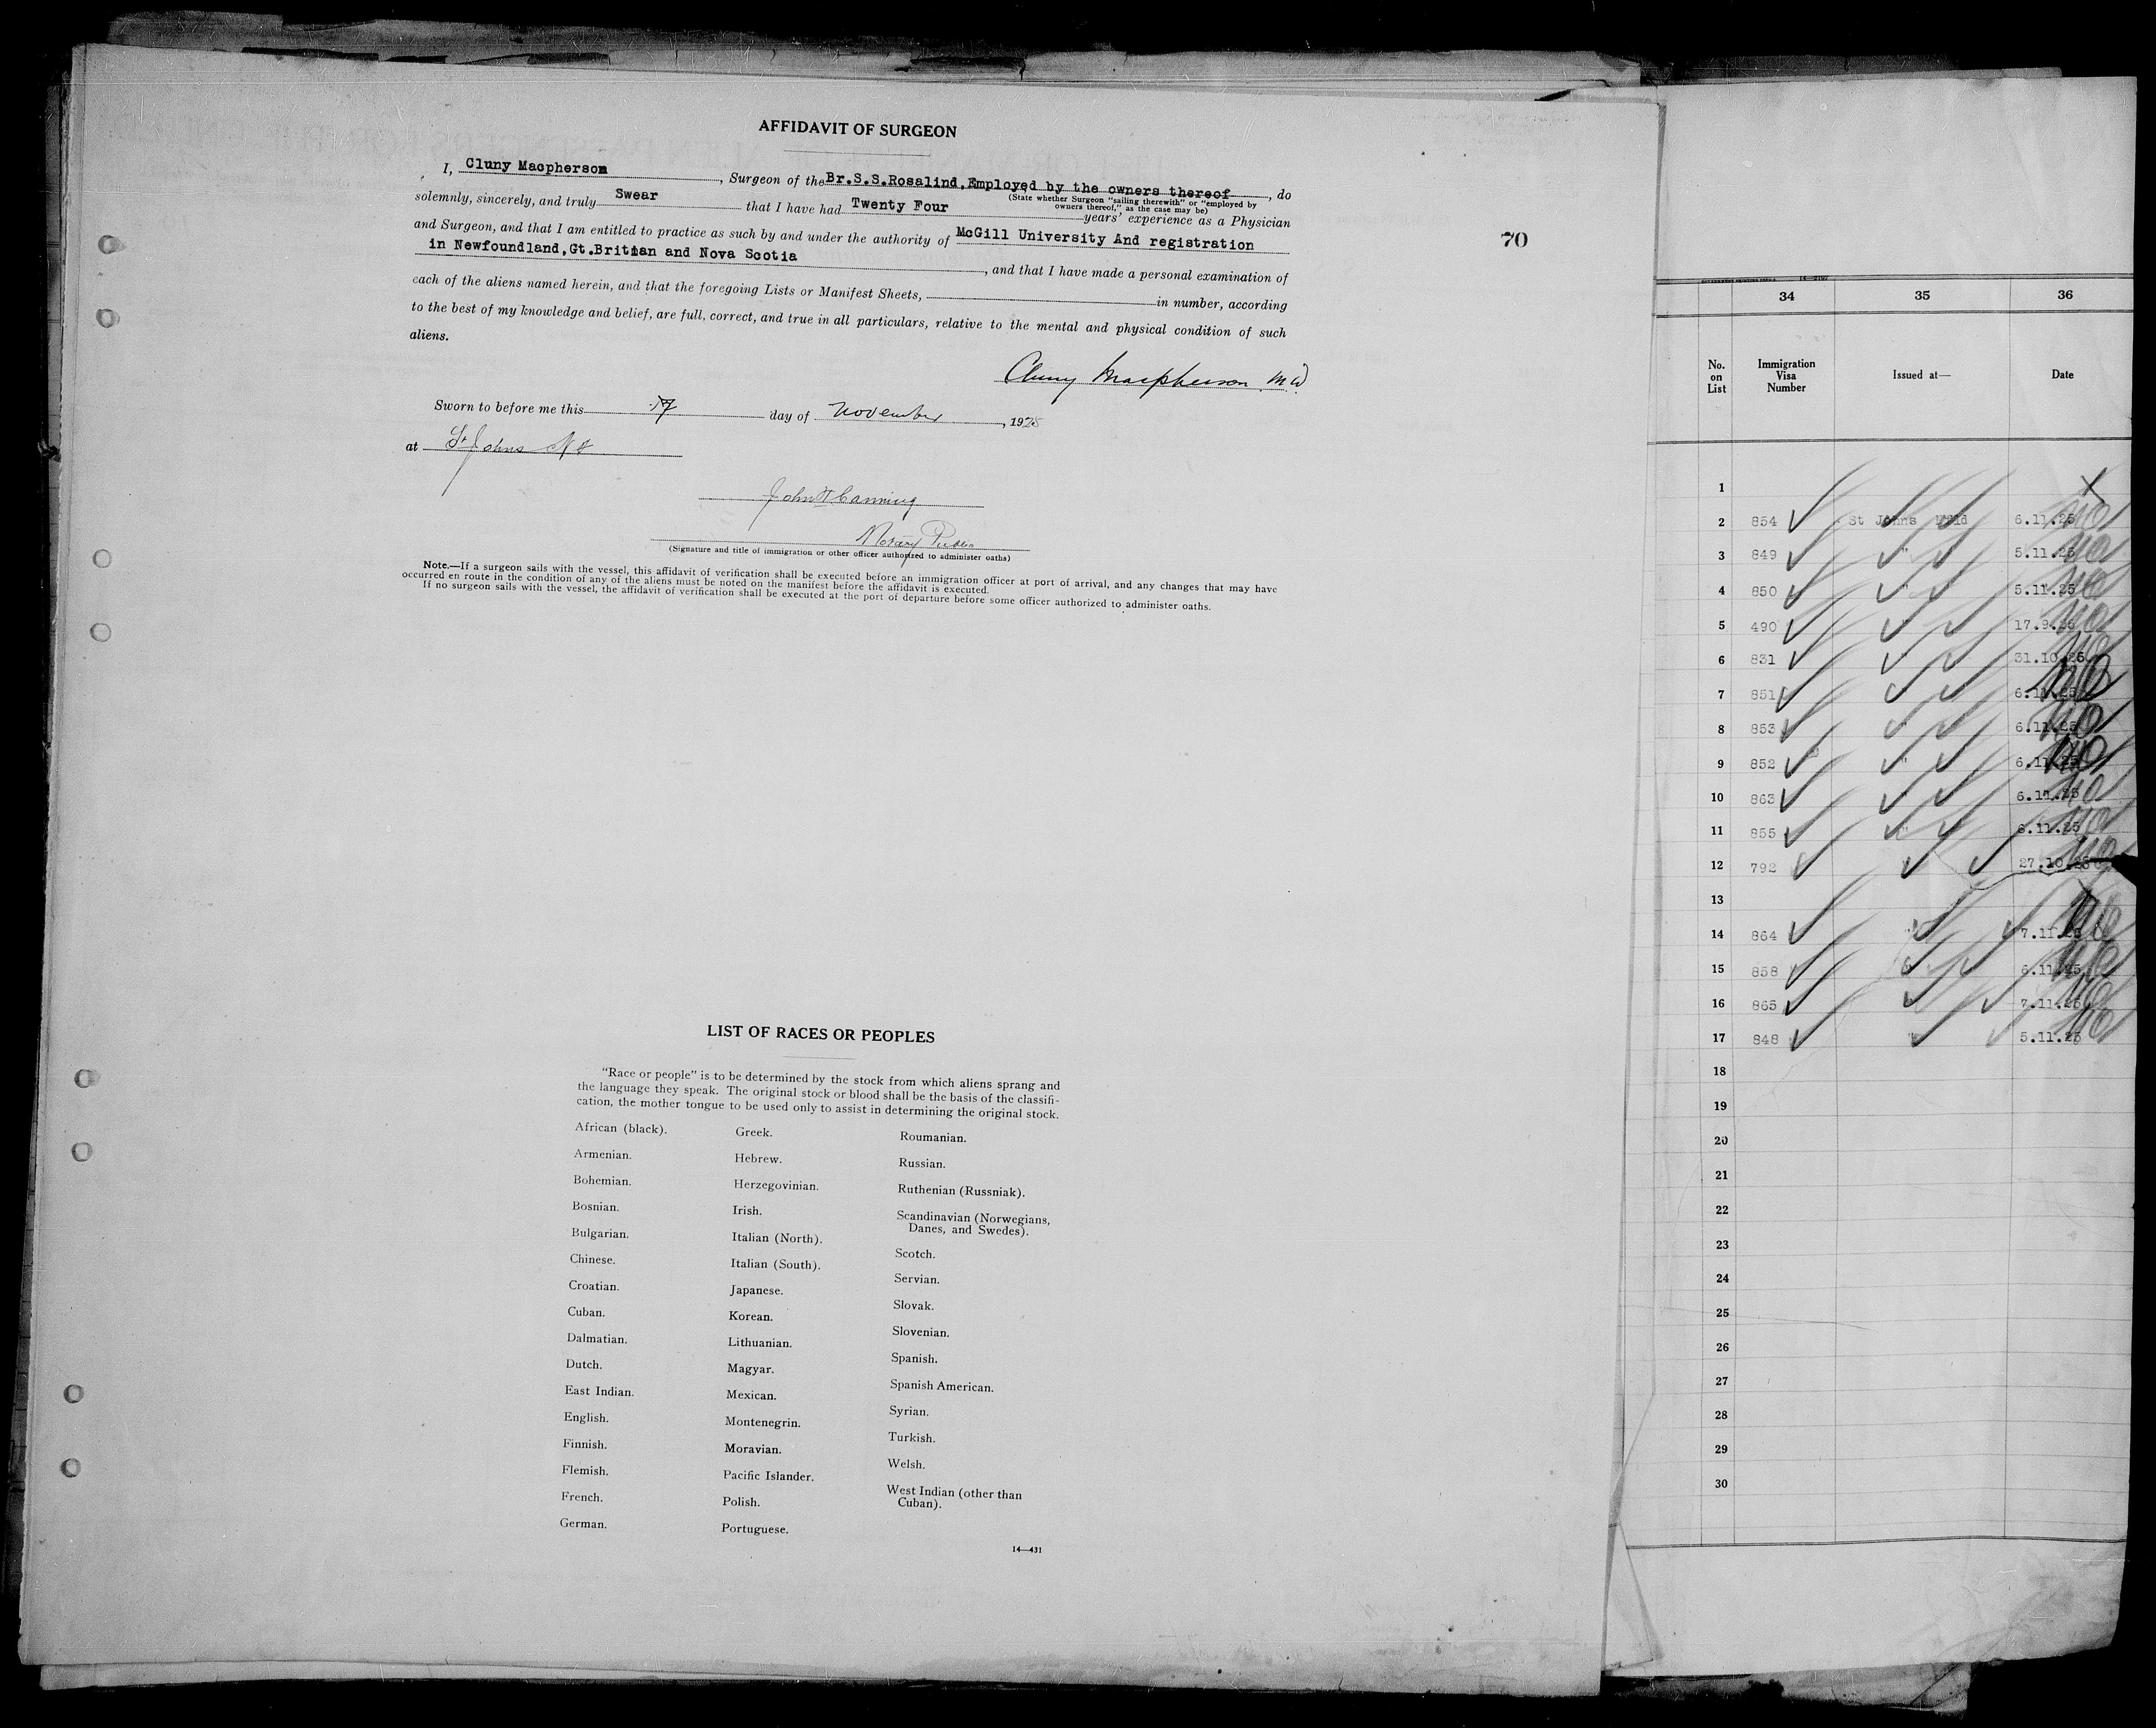 AFFIDAVIT OF SURGEON
I, Cluny Macpherson, Surgeon of the Br.S.S.Rosalind.Employed by the owners thereof, do
(State whether Surgeon "sailing therewith" or "employed by
owners thereof," as the case may be)
solemnly, sincerely, and truly Swear that I have had Twenty Four years' experience as a Physician
and Surgeon, and that I am entitled to practice as such by and under the authority of McGill University And registration
in Newfoundland,Gt.Britian and Nova Scotia, and that I have made a personal examination of
each of the aliens named herein, and that the foregoing Lists or Manifest Sheets, in number, according
to the best of my knowledge and belief, are full, correct, and true in all particulars, relative to the mental and physical condition of such
aliens.
Cluny Macpherson M.D.
Sworn to before me this day of November, 1925
at St Johns Nf
John Canning
Notary Public
(Signature and title of immigration or other officer authorized to administer oaths)
Note.—If a surgeon sails with the vessel, this affidavit of verification shall be executed before an immigration officer at port of arrival, and any changes that may have
occurred en route in the condition of any of the aliens must be noted on the manifest before the affidavit is executed.
If no surgeon sails with the vessel, the affidavit of verification shall be executed at the port of departure before some officer authorized to administer oaths.
70
LIST OF RACES OR PEOPLES
"Race or people" is to be determined by the stock from which aliens sprang and
the language they speak. The original stock or blood shall be the basis of the classifi-
cation, the mother tongue to be used only to assist in determining the original stock.
African (black).
Armenian.
Bohemian.
Bosnian.
Bulgarian.
Chinese.
Croatian.
Cuban.
Dalmatian.
Dutch.
East Indian.
English.
Finnish.
Flemish.
French.
German.
Greek.
Hebrew.
Herzegovinian.
Irish.
Italian (North).
Italian (South).
Japanese.
Korean.
Lithuanian.
Magyar.
Mexican.
Montenegrin.
Moravian.
Pacific Islander.
Polish.
Portuguese.
Roumanian.
Russian.
Ruthenian (Russniak).
Scandinavian (Norwegians,
Danes, and Swedes).
Scotch.
Servian.
Slovak.
Slovenian.
Spanish.
Spanish American.
Syrian.
Turkish.
Welsh.
West Indian (other than
Cuban).
14—431
34 35 36
No. on List Immigration Visa Number Issued at— Date
1
2 854 St Johns Nfld 6.11.25
3 849 " 5.11.25
4 850 " 5.11.25
5 490 " 17.9.25
6 831 " 31.10.25
7 851 " 6.11.25
8 853 " 6.11.25
9 852 " 6.11.25
10 863 " 6.11.25
11 855 " 6.11.25
12 792 " 27.10.25
13
14 864 " 7.11.25
15 858 " 6.11.25
16 865 " 7.11.25
17 848 " 5.11.25
18
19
20
21
22
23
24
25
26
27
28
29
30